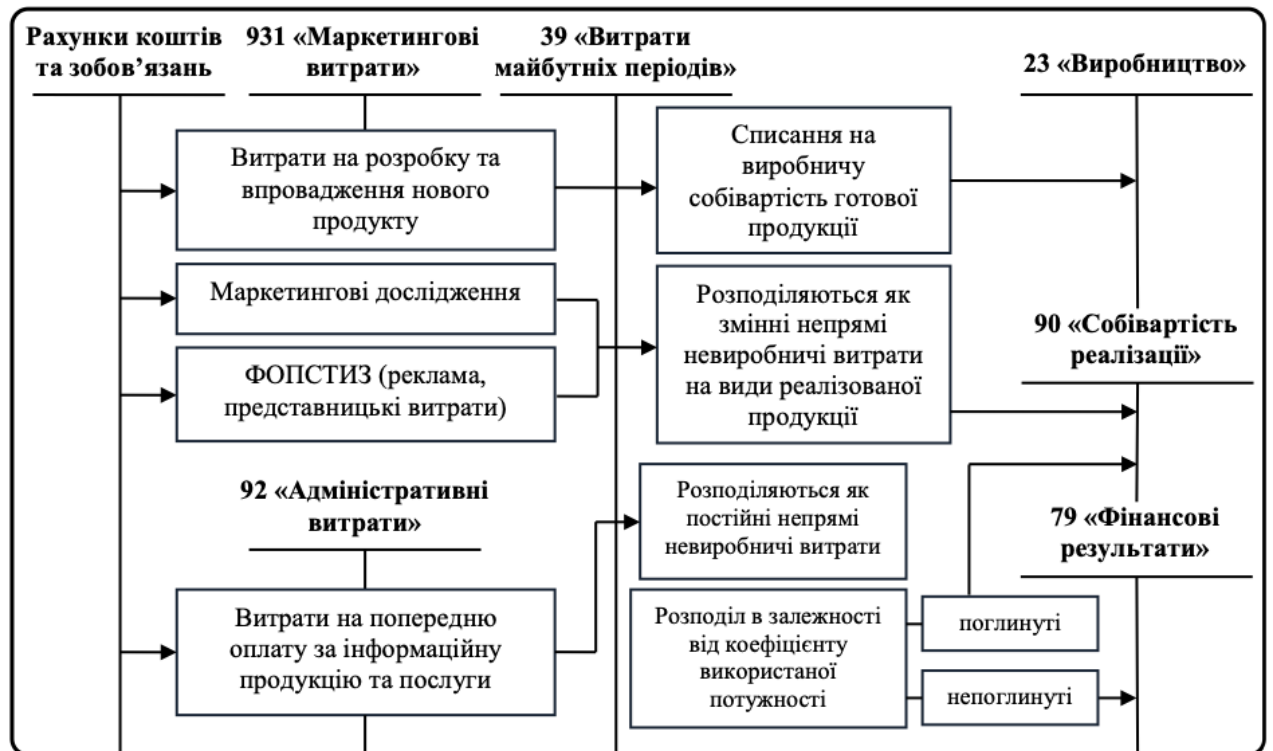 Рахунки коштів
та зобов’язань
931 «Маркетингові
витрати»
39 «Витрати
майбутніх періодів»
23 «Виробництво»
Витрати на розробку та
впровадження нового
продукту
Списання на
виробничу
собівартість готової
продукції
Маркетингові дослідження
ФОПСТИЗ (реклама,
представницькі витрати)
Розподіляються як
змінні непрямі
невиробничі витрати
на види реалізованої
продукції
90 «Собівартість
реалізації»
92 «Адміністративні
витрати»
Розподіляються як
постійні непрямі
невиробничі витрати
79 «Фінансові
результати»
Витрати на попередню
оплату за інформаційну
продукцію та послуги
Розподіл в залежності
від коефіцієнту
використаної
потужності
поглинуті
непоглинуті